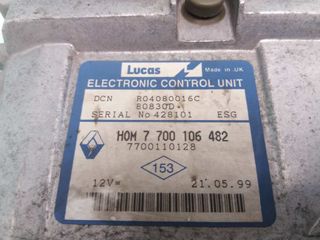 Lucas
Made in .UK
ELECTRONIC CONTROL UNIT
DCN R04080016C
80830D
SERIAL No 428101 ESG
HOM 7 700 106 482
7700110128
153
12V= 21.05.99